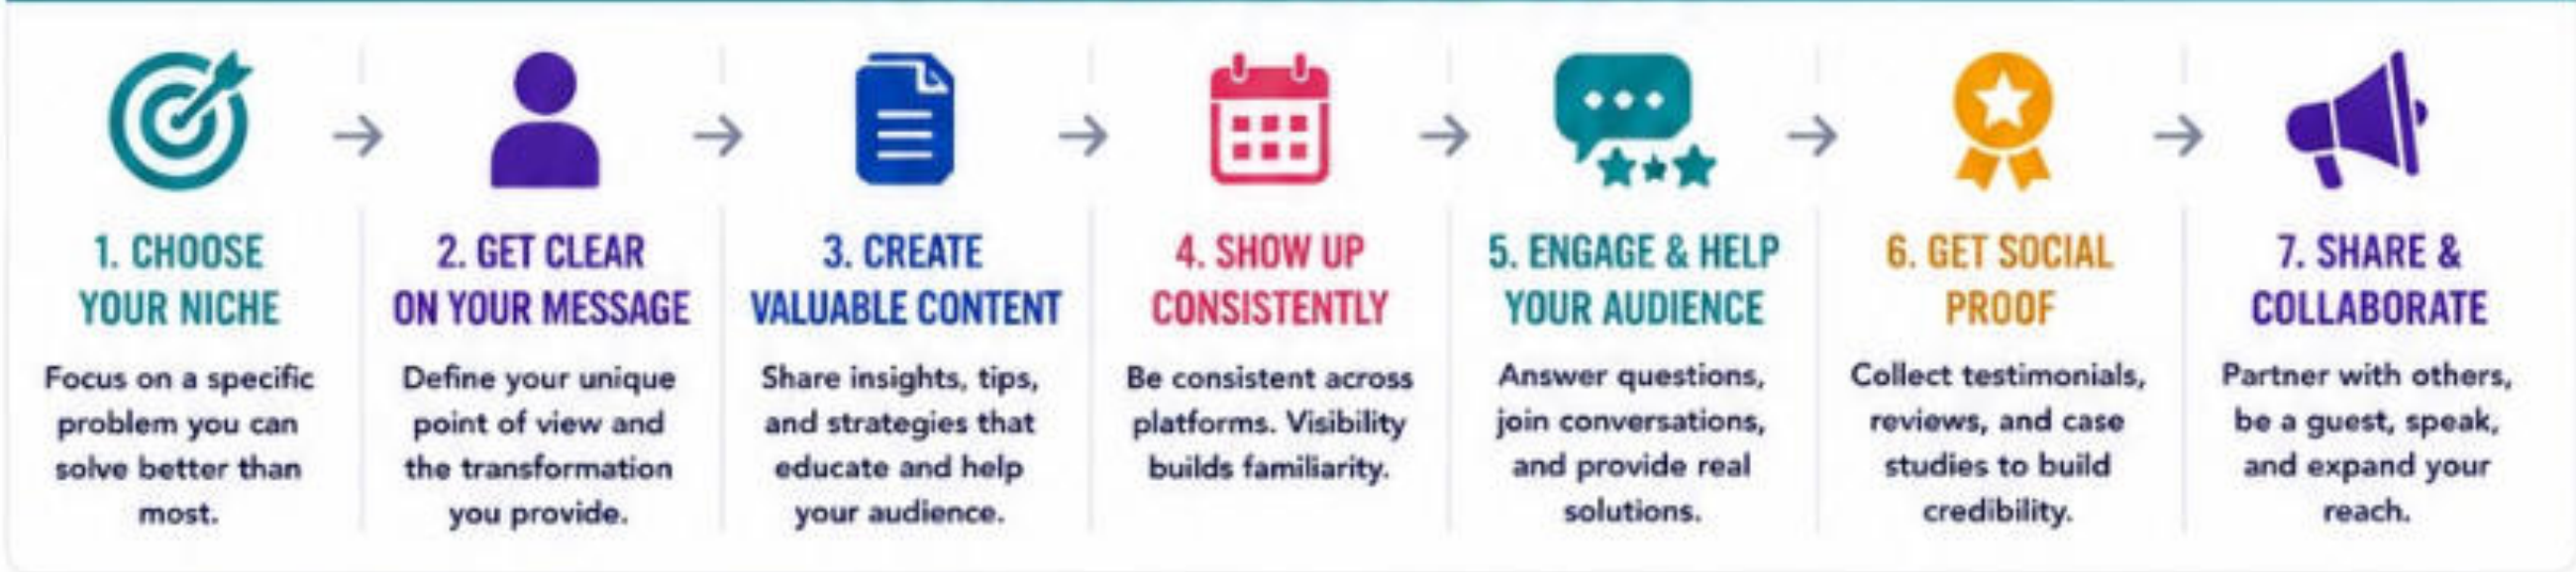 1. CHOOSE
YOUR NICHE
Focus on a specific
problem you can
solve better than
most.
2. GET CLEAR
ON YOUR MESSAGE
Define your unique
point of view and
the transformation
you provide.
3. CREATE
VALUABLE CONTENT
Share insights, tips,
and strategies that
educate and help
your audience.
4. SHOW UP
CONSISTENTLY
Be consistent across
platforms. Visibility
builds familiarity.
5. ENGAGE & HELP
YOUR AUDIENCE
Answer questions,
join conversations,
and provide real
solutions.
6. GET SOCIAL
PROOF
Collect testimonials,
reviews, and case
studies to build
credibility.
7. SHARE &
COLLABORATE
Partner with others,
be a guest, speak,
and expand your
reach.